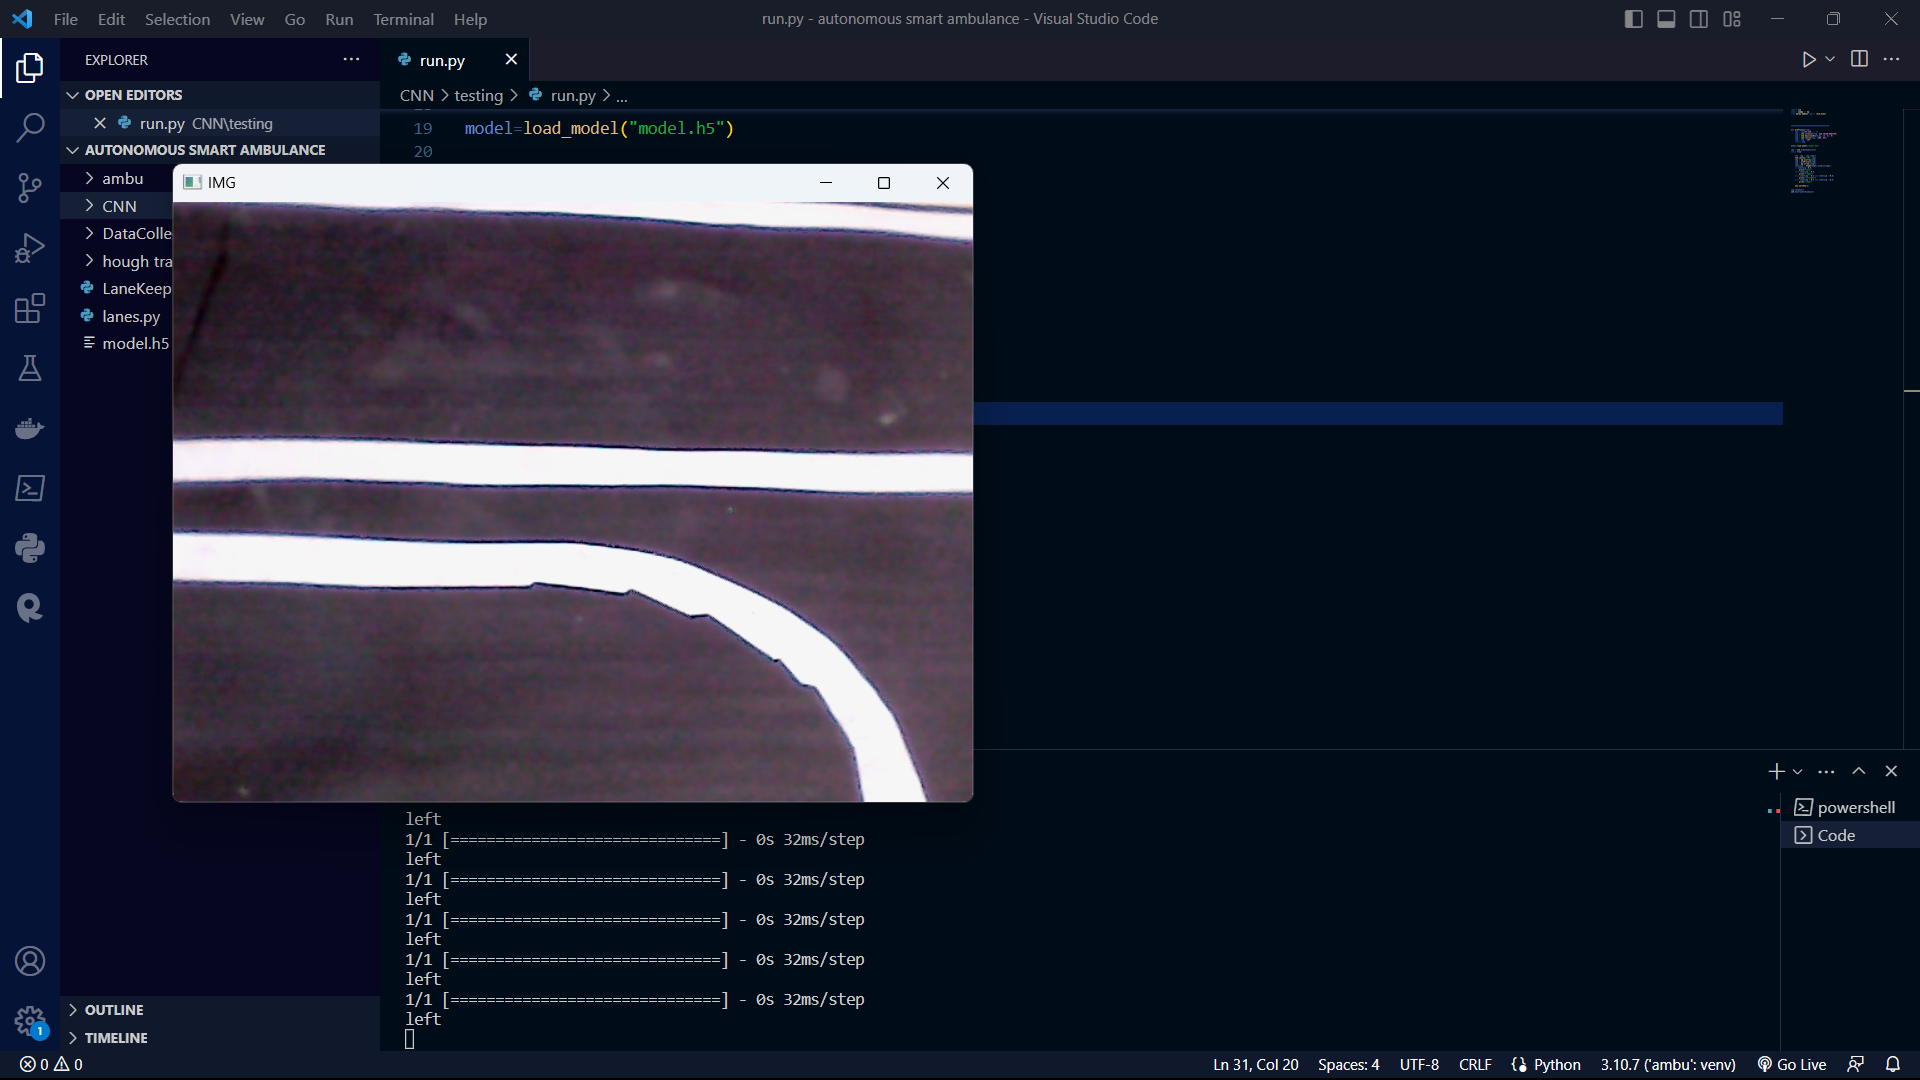 File Edit Selection View Go Run Terminal Help
run.py - autonomous smart ambulance - Visual Studio Code
EXPLORER
OPEN EDITORS
run.py CNN\testing
AUTONOMOUS SMART AMBULANCE
ambu
CNN
DataColle
hough tra
LaneKeep
lanes.py
model.h5
OUTLINE
TIMELINE
run.py
CNN > testing > run.py > ...
19 model=load_model("model.h5")
20
IMG
left
1/1 [==============================] - 0s 32ms/step
left
1/1 [==============================] - 0s 32ms/step
left
1/1 [==============================] - 0s 32ms/step
left
1/1 [==============================] - 0s 32ms/step
left
1/1 [==============================] - 0s 32ms/step
left
powershell
Code
1
0 0
Ln 31, Col 20 Spaces: 4 UTF-8 CRLF Python 3.10.7 ('ambu': venv) Go Live